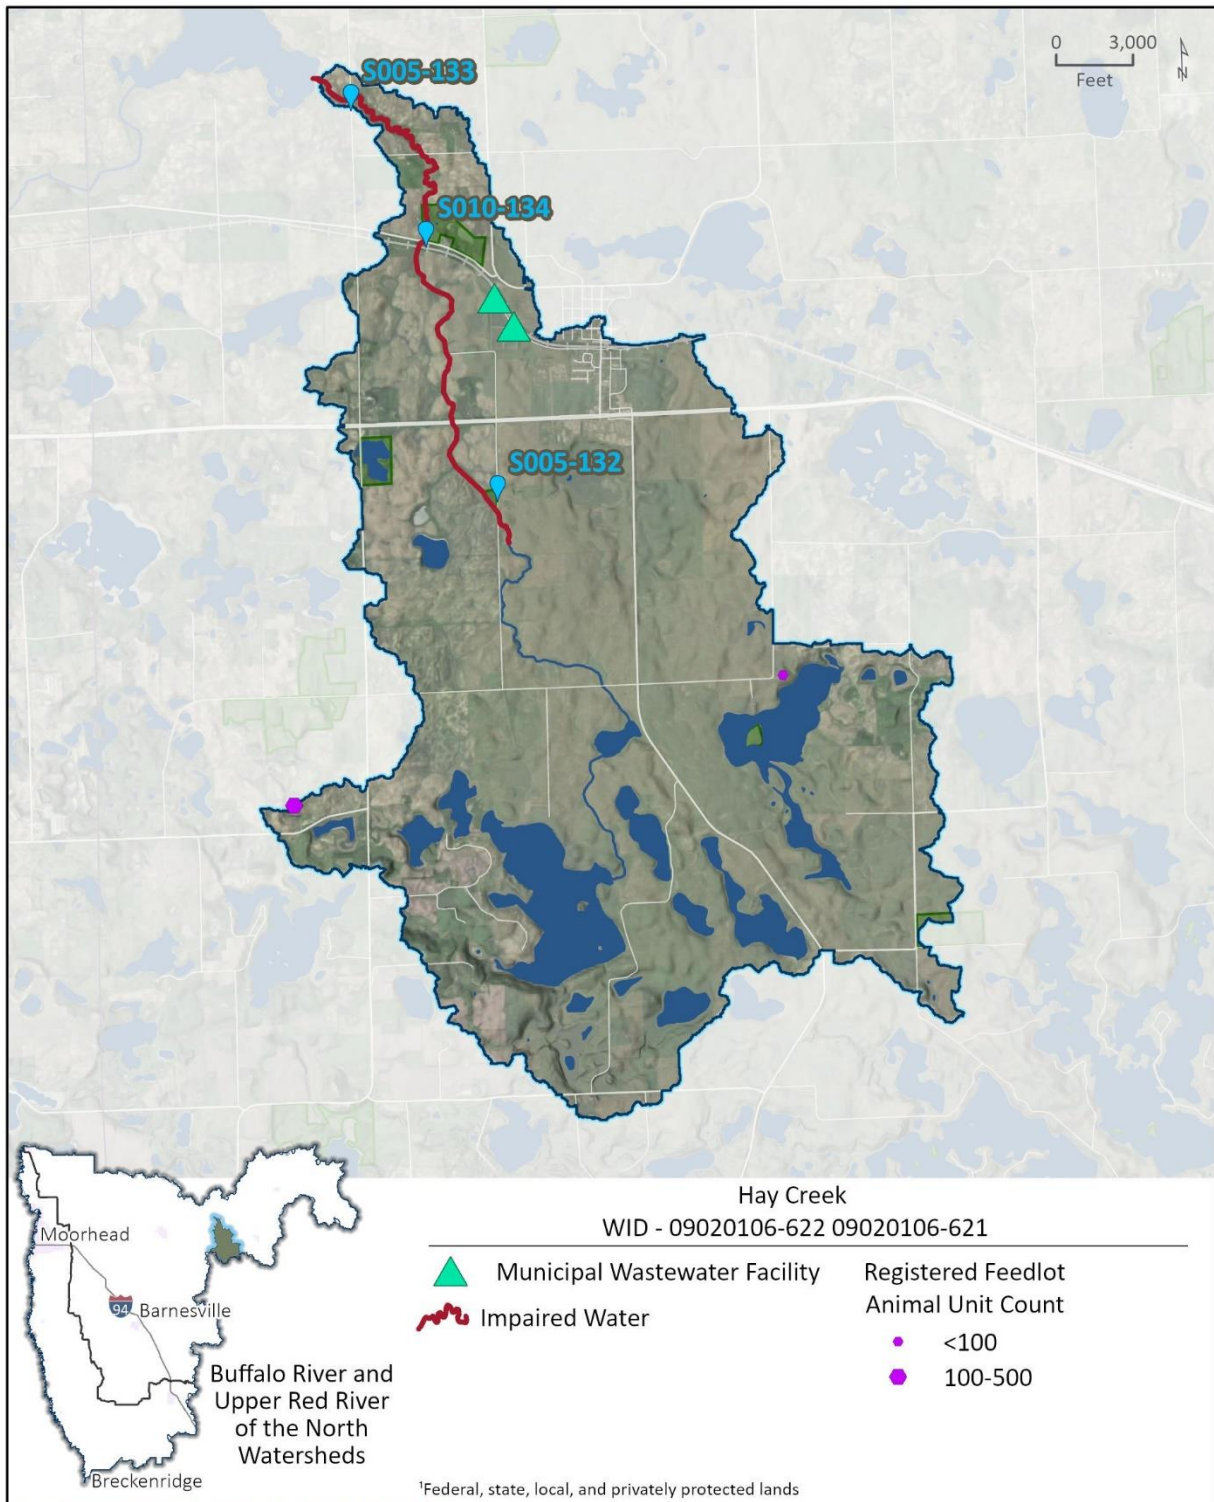 0 3,000
Feet
N
S005-133
S010-134
S005-132
Hay Creek
WID - 09020106-622 09020106-621
Municipal Wastewater Facility
Impaired Water
Registered Feedlot
Animal Unit Count
<100
100-500
Moorhead
94
Barnesville
Breckenridge
Buffalo River and
Upper Red River
of the North
Watersheds
¹Federal, state, local, and privately protected lands